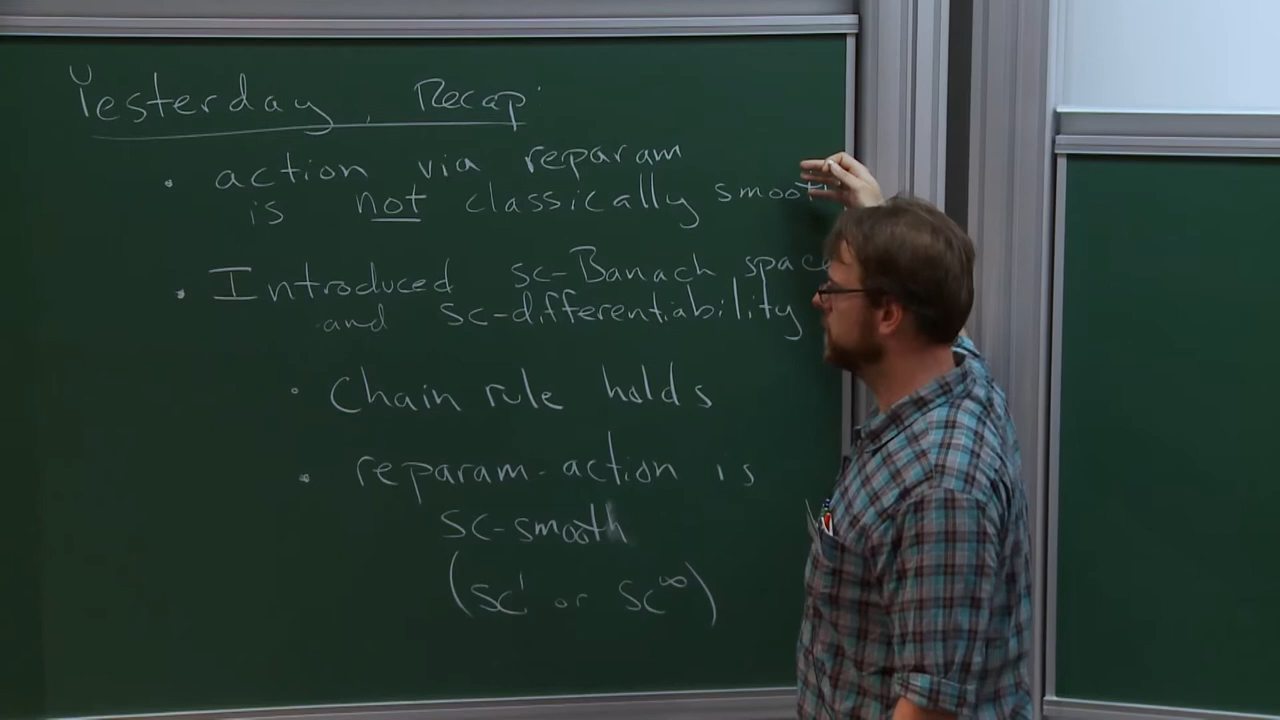 Yesterday, Recap:
• action via reparam
is not classically smoot
• Introduced sc-Banach space
and sc-differentiability
• Chain rule holds
• reparam-action is
sc-smooth
(sc¹ or sc^∞)